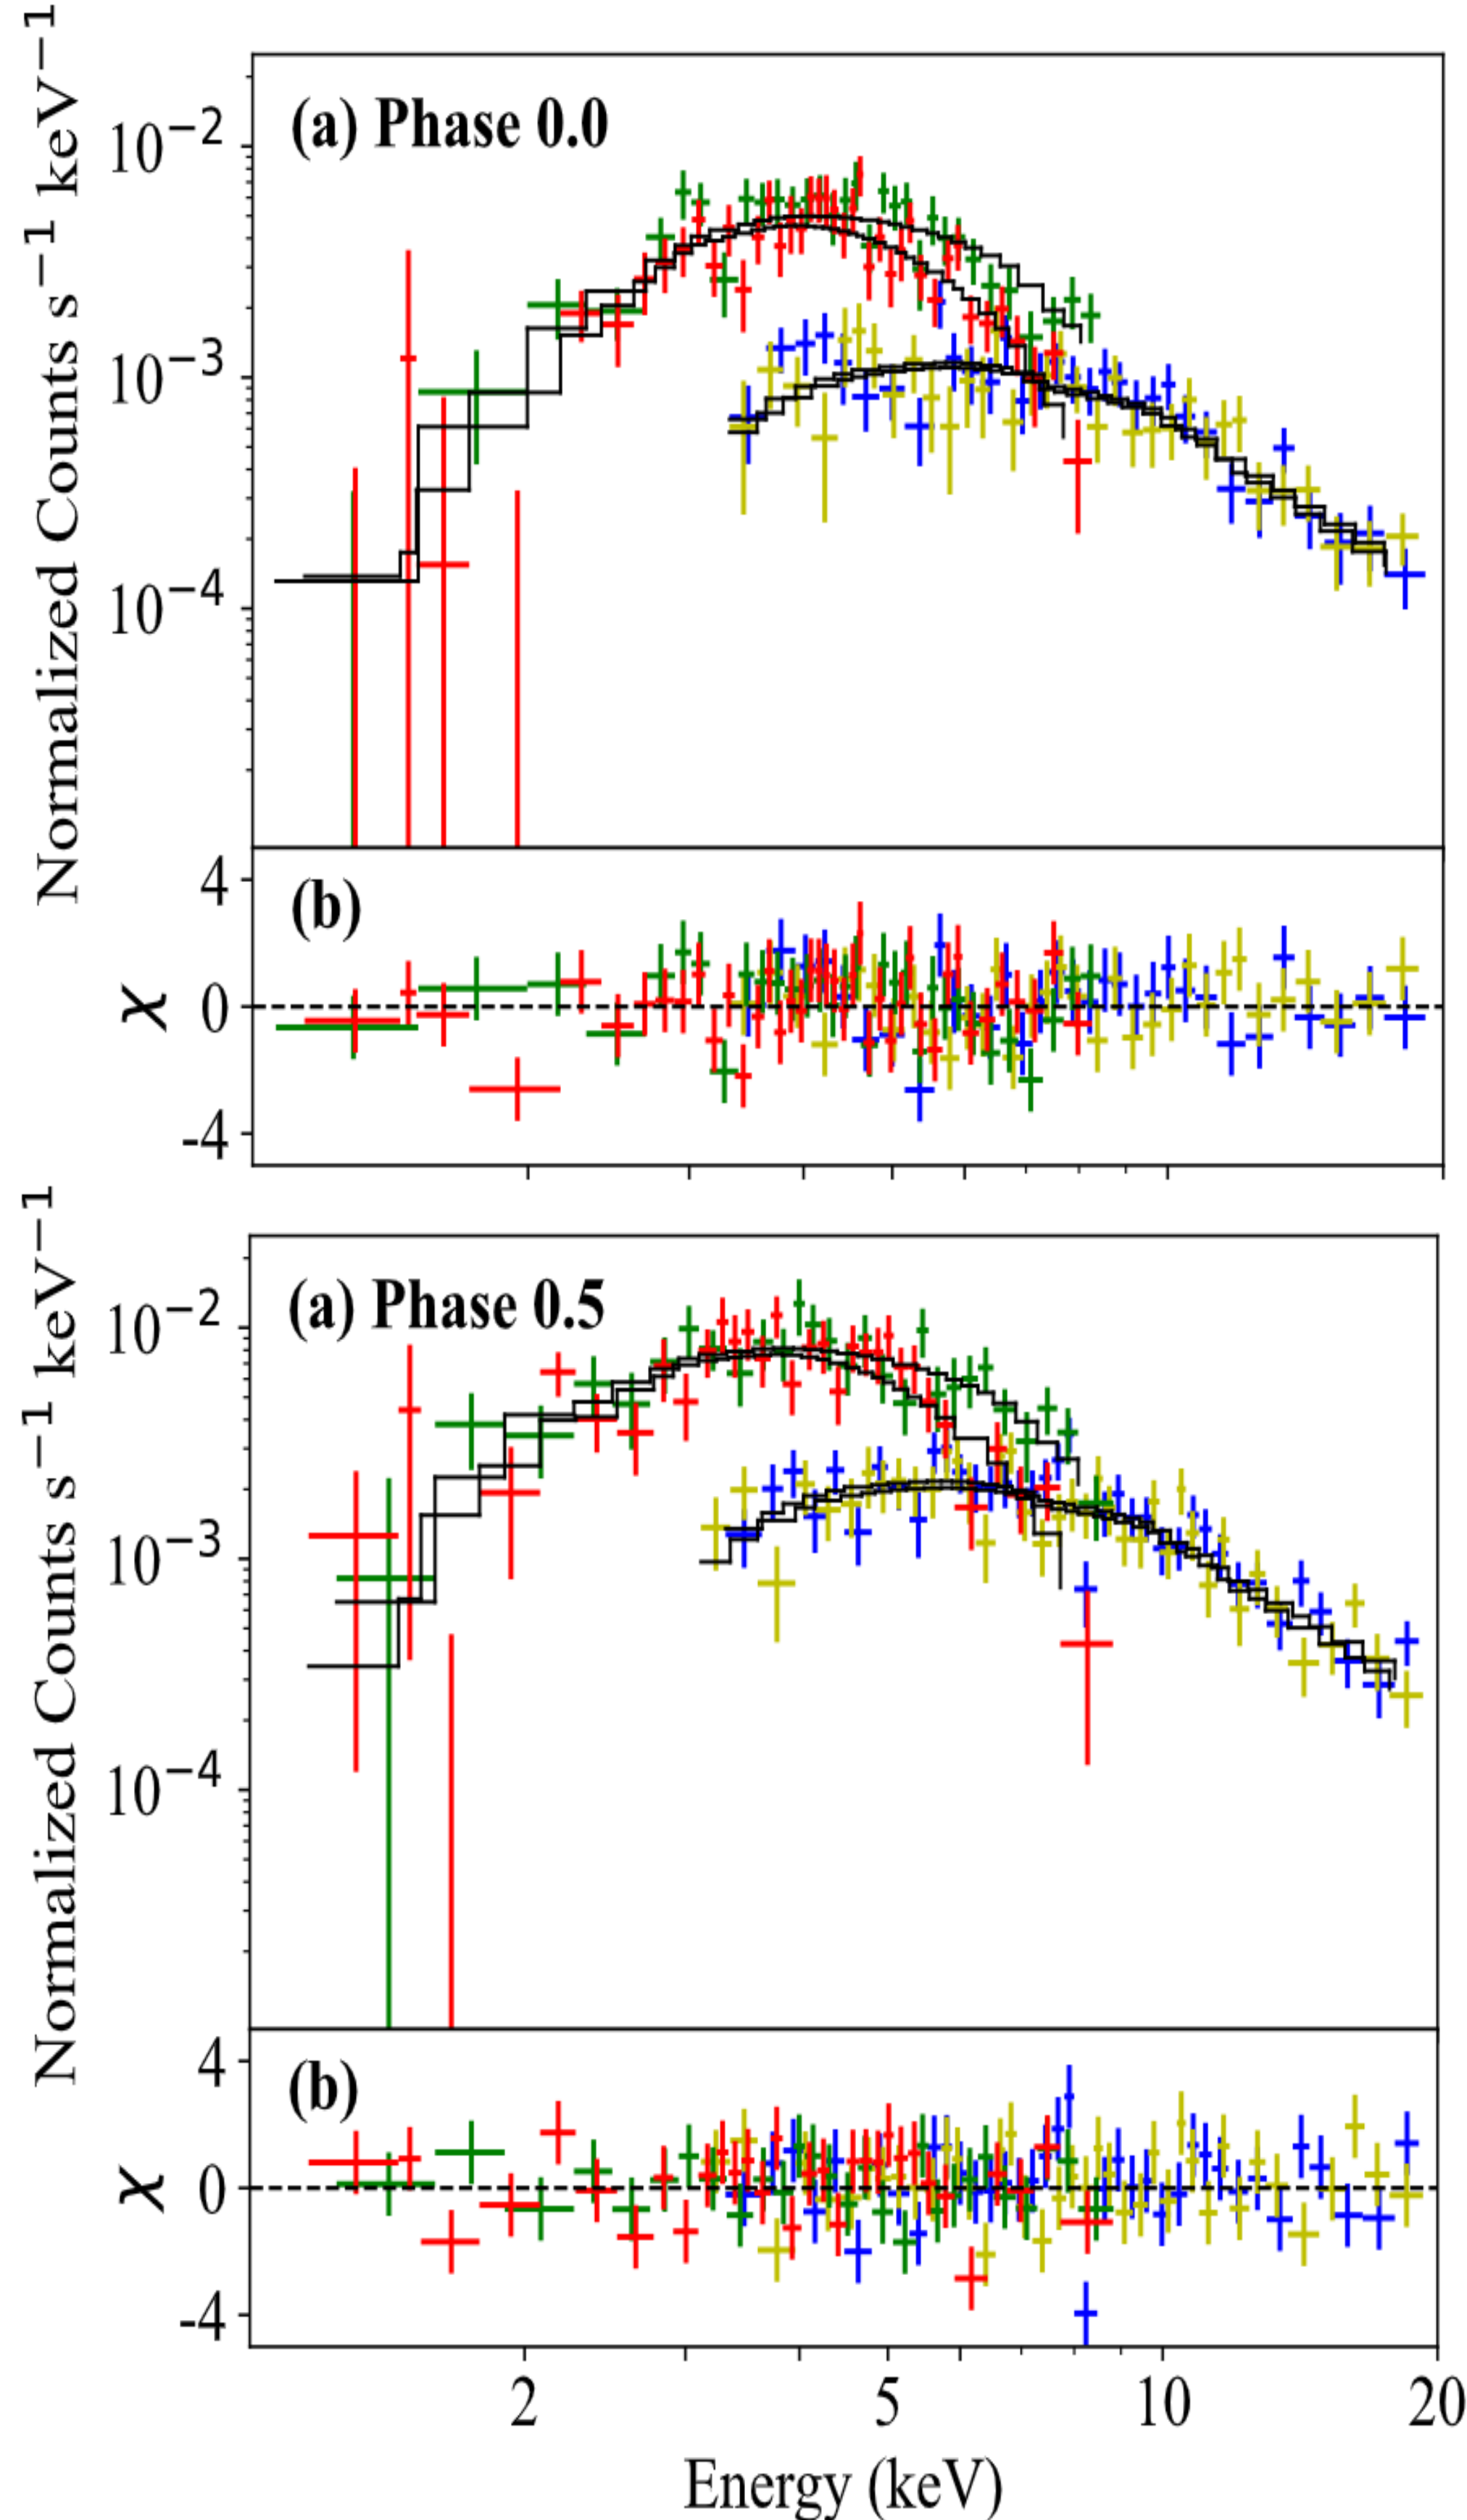 Normalized Counts s⁻¹ keV⁻¹
(a) Phase 0.0
10⁻²
10⁻³
10⁻⁴
(b)
χ
4
0
-4
Normalized Counts s⁻¹ keV⁻¹
(a) Phase 0.5
10⁻²
10⁻³
10⁻⁴
(b)
χ
4
0
-4
2 5 10 20
Energy (keV)